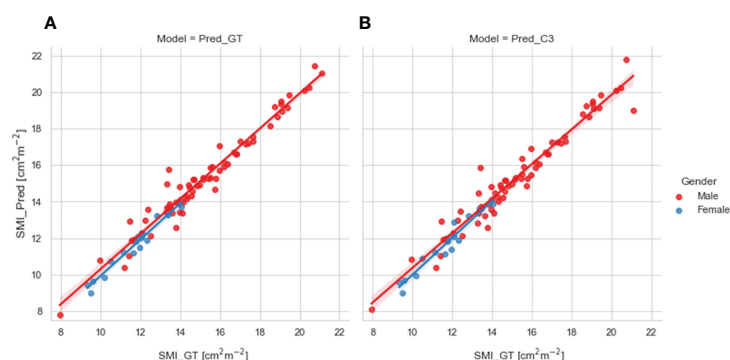 A
B
Model = Pred_GT
Model = Pred_C3
SMI_Pred [cm²m⁻²]
22
20
18
16
14
12
10
8
8 10 12 14 16 18 20 22
8 10 12 14 16 18 20 22
SMI_GT [cm²m⁻²]
SMI_GT [cm²m⁻²]
Gender
Male
Female